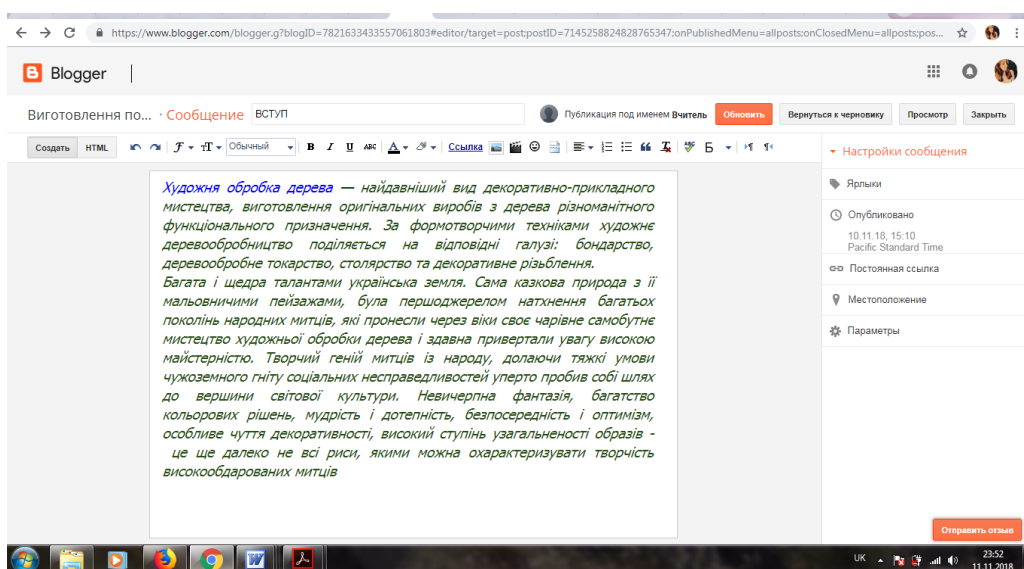 https://www.blogger.com/blogger.g?blogID=7821633433557061803#editor/target=post;postID=7145258824828765347;onPublishedMenu=allposts;onClosedMenu=allposts;pos...
Blogger
Виготовлення по... · Сообщение ВСТУП Публикация под именем Вчитель Обновить Вернуться к черновику Просмотр Закрыть
Создать HTML Обычный Ссылка
Настройки сообщения
Художня обробка дерева — найдавніший вид декоративно-прикладного
мистецтва, виготовлення оригінальних виробів з дерева різноманітного
функціонального призначення. За формотворчими техніками художнє
деревообробництво поділяється на відповідні галузі: бондарство,
деревообробне токарство, столярство та декоративне різьблення.
Багата і щедра талантами українська земля. Сама казкова природа з її
мальовничими пейзажами, була першоджерелом натхнення багатьох
поколінь народних митців, які пронесли через віки своє чарівне самобутнє
мистецтво художньої обробки дерева і здавна привертали увагу високою
майстерністю. Творчий геній митців із народу, долаючи тяжкі умови
чужоземного гніту соціальних несправедливостей уперто пробив собі шлях
до вершини світової культури. Невичерпна фантазія, багатство
кольорових рішень, мудрість і дотепність, безпосередність і оптимізм,
особливе чуття декоративності, високий ступінь узагальненості образів -
це ще далеко не всі риси, якими можна охарактеризувати творчість
високообдарованих митців
Ярлыки
Опубликовано
10.11.18, 15:10
Pacific Standard Time
Постоянная ссылка
Местоположение
Параметры
Отправить отзыв
UK 23:52
11.11.2018